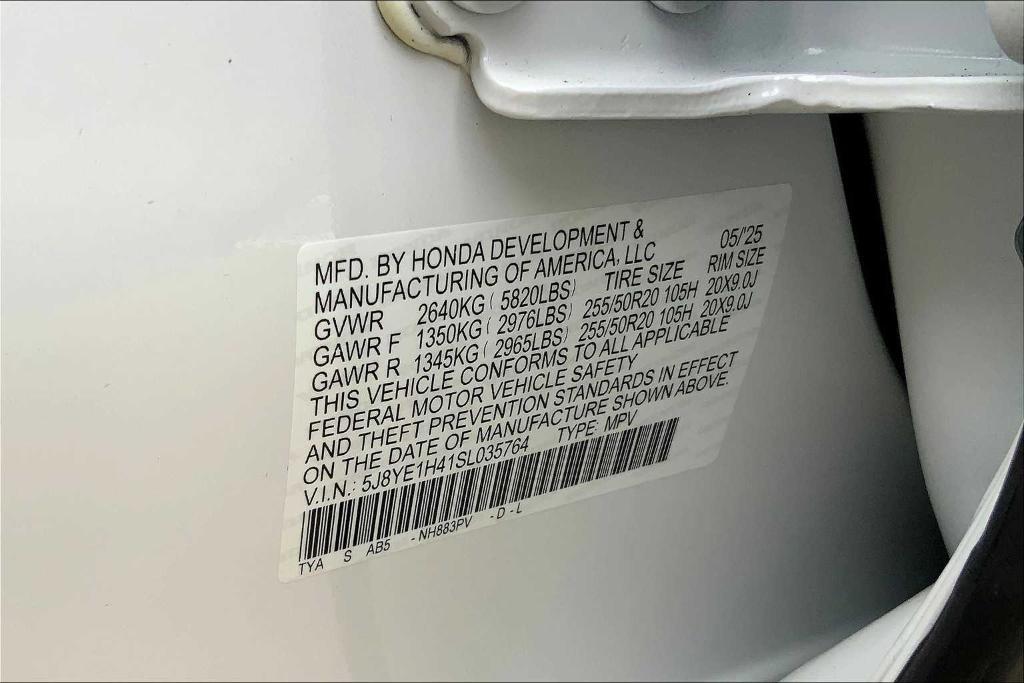 MFD. BY HONDA DEVELOPMENT &
MANUFACTURING OF AMERICA, LLC 05/'25
GVWR 2640KG ( 5820LBS) TIRE SIZE RIM SIZE
GAWR F 1350KG ( 2976LBS) 255/50R20 105H 20X9.0J
GAWR R 1345KG ( 2965LBS) 255/50R20 105H 20X9.0J
THIS VEHICLE CONFORMS TO ALL APPLICABLE
FEDERAL MOTOR VEHICLE SAFETY
AND THEFT PREVENTION STANDARDS IN EFFECT
ON THE DATE OF MANUFACTURE SHOWN ABOVE.
V.I.N.: 5J8YE1H41SL035764 TYPE: MPV
TYA S AB5 -NH883PV -D-L